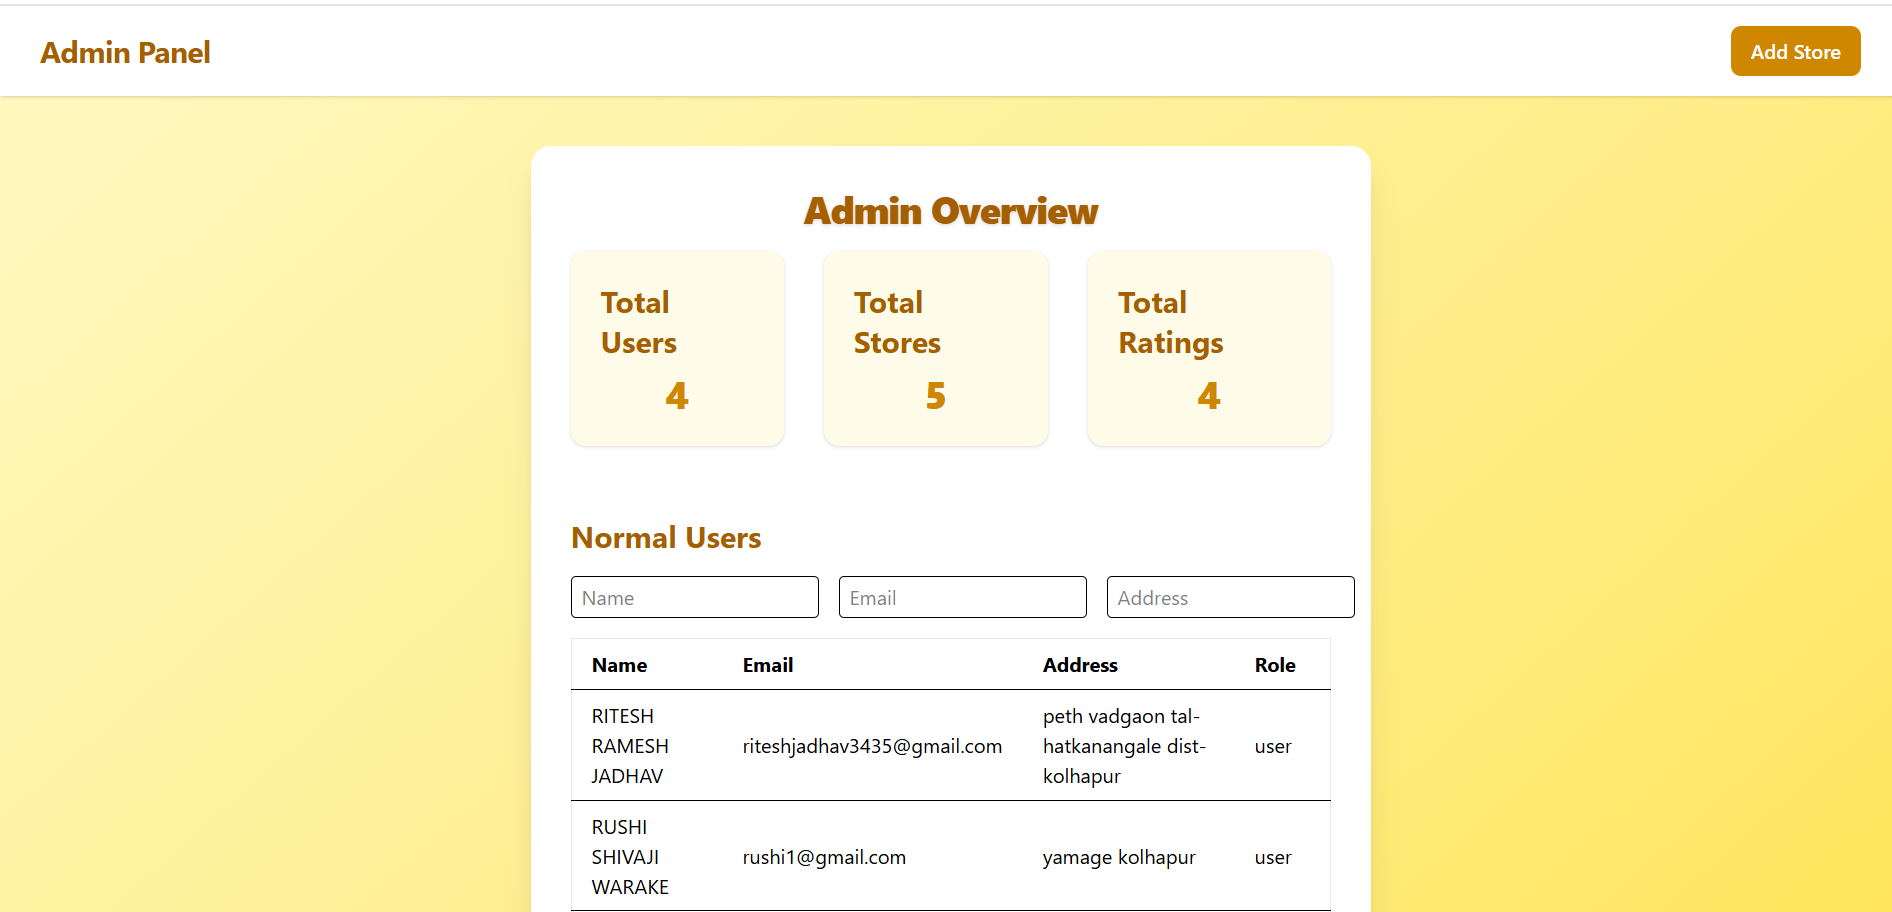 Admin Panel
Add Store
Admin Overview
Total
Users
4
Total
Stores
5
Total
Ratings
4
Normal Users
Name
Email
Address
Name Email Address Role
RITESH
RAMESH
JADHAV
riteshjadhav3435@gmail.com
peth vadgaon tal-
hatkanangale dist-
kolhapur
user
RUSHI
SHIVAJI
WARAKE
rushi1@gmail.com
yamage kolhapur
user